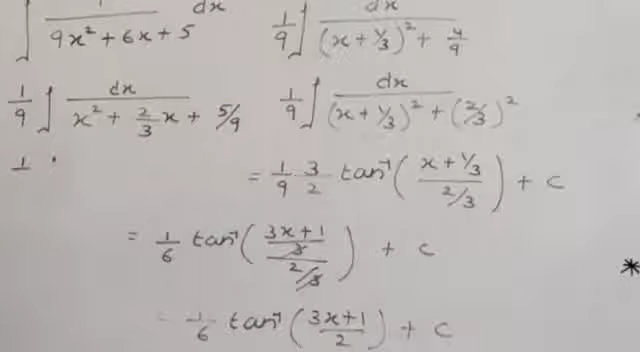 ∫ 1/(9x² + 6x + 5) dx
1/9 ∫ dx/(x² + 2/3 x + 5/9)
1/9 ∫ dx/((x + 1/3)² + 4/9)
1/9 ∫ dx/((x + 1/3)² + (2/3)²)
= 1/9 3/2 tan⁻¹((x + 1/3)/(2/3)) + c
= 1/6 tan⁻¹(((3x+1)/3)/(2/3)) + c
= 1/6 tan⁻¹((3x+1)/2) + c
*